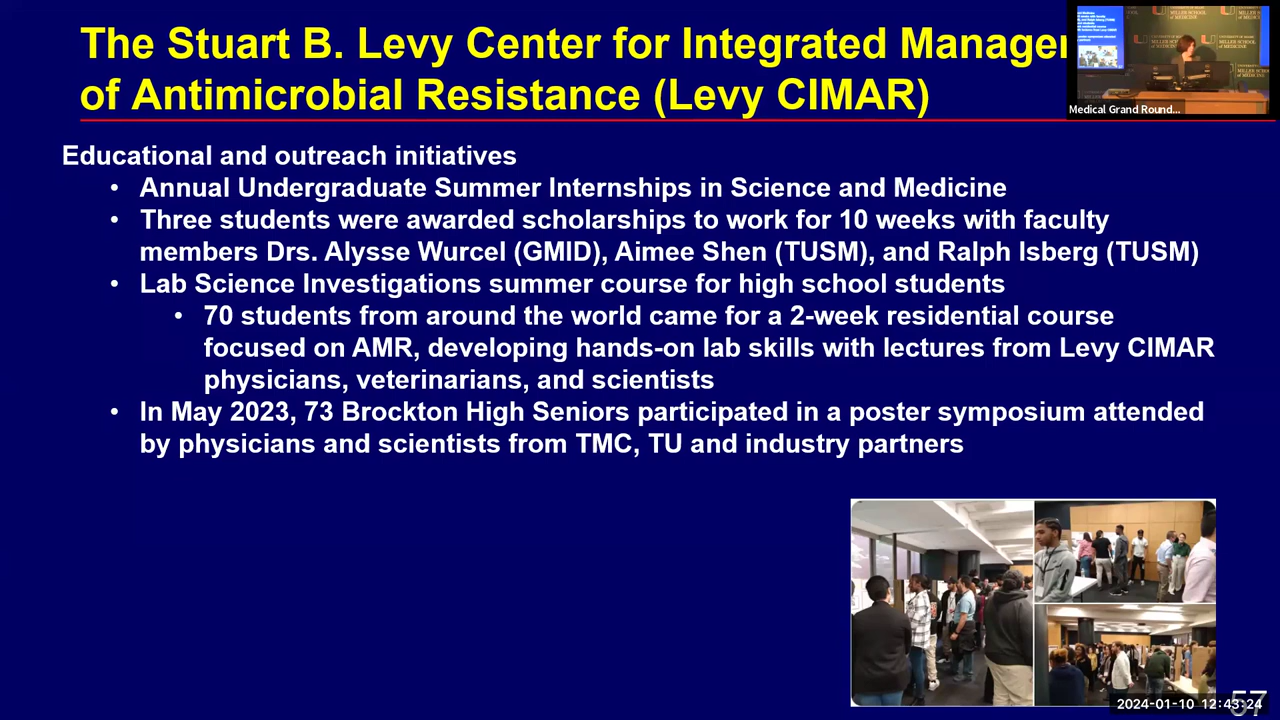 The Stuart B. Levy Center for Integrated
of Antimicrobial Resistance (Levy CIMAR)
Medical Grand Round...
Educational and outreach initiatives
• Annual Undergraduate Summer Internships in Science and Medicine
• Three students were awarded scholarships to work for 10 weeks with faculty
members Drs. Alysse Wurcel (GMID), Aimee Shen (TUSM), and Ralph Isberg (TUSM)
• Lab Science Investigations summer course for high school students
• 70 students from around the world came for a 2-week residential course
focused on AMR, developing hands-on lab skills with lectures from Levy CIMAR
physicians, veterinarians, and scientists
• In May 2023, 73 Brockton High Seniors participated in a poster symposium attended
by physicians and scientists from TMC, TU and industry partners
2024-01-10 12:43:24
57